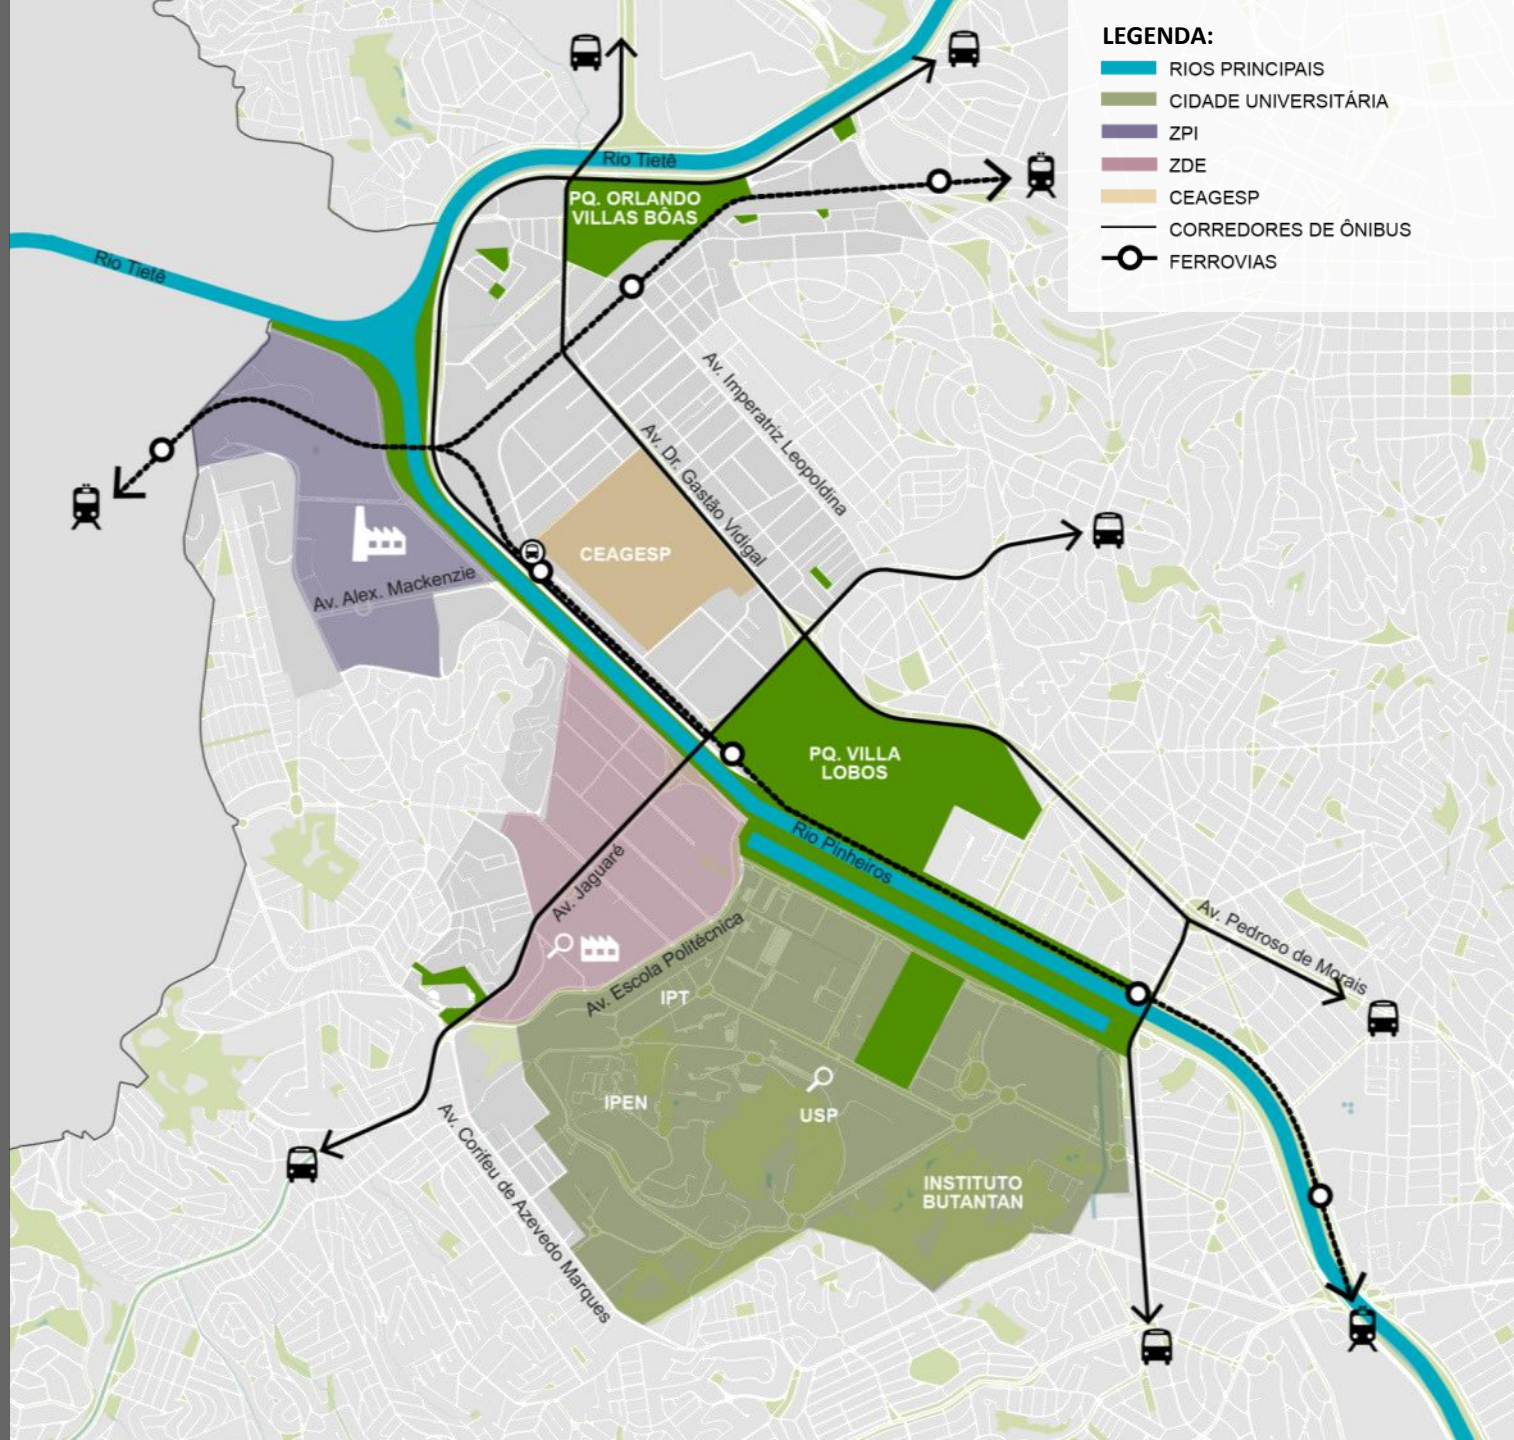 LEGENDA:
RIOS PRINCIPAIS
CIDADE UNIVERSITÁRIA
ZPI
ZDE
CEAGESP
CORREDORES DE ÔNIBUS
FERROVIAS
Rio Tietê
PQ. ORLANDO
VILLAS BÔAS
Rio Tietê
Av. Imperatriz Leopoldina
Av. Dr. Gastão Vidigal
CEAGESP
Av. Alex. Mackenzie
PQ. VILLA
LOBOS
Rio Pinheiros
Av. Jaguaré
Av. Pedroso de Morais
Av. Escola Politécnica
IPT
IPEN
USP
Av. Corifeu de Azevedo Marques
INSTITUTO
BUTANTAN